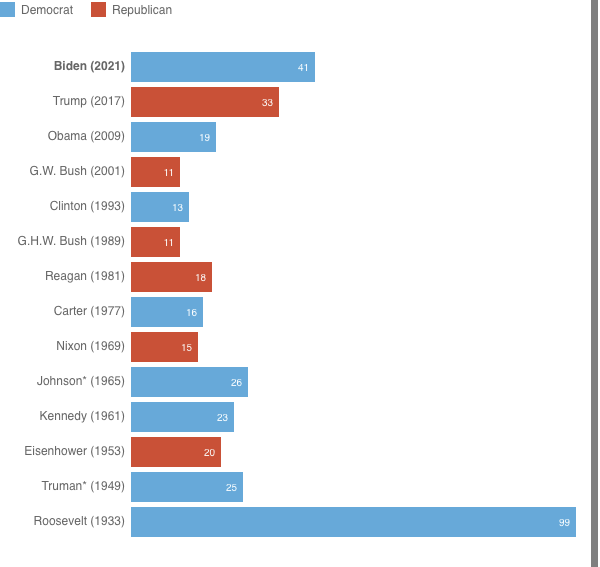 Democrat Republican
Biden (2021) 41
Trump (2017) 33
Obama (2009) 19
G.W. Bush (2001) 11
Clinton (1993) 13
G.H.W. Bush (1989) 11
Reagan (1981) 18
Carter (1977) 16
Nixon (1969) 15
Johnson* (1965) 26
Kennedy (1961) 23
Eisenhower (1953) 20
Truman* (1949) 25
Roosevelt (1933) 99